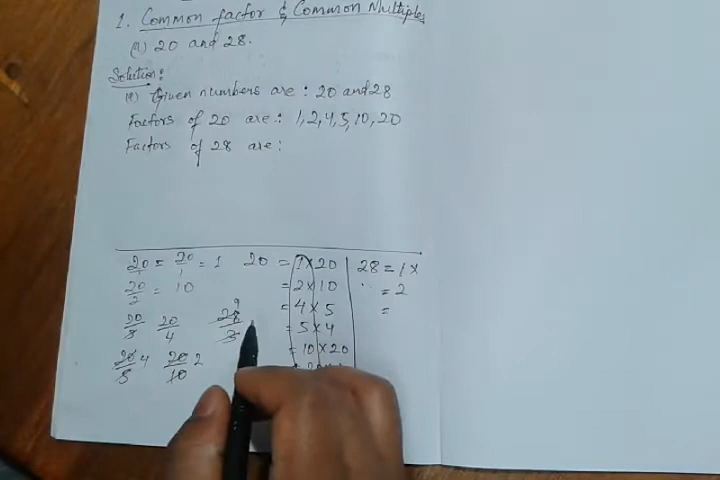 1. Common factor & Common Multiples
(a) 20 and 28.
Solution:
(a) Given numbers are : 20 and 28
Factors of 20 are : 1, 2, 4, 5, 10, 20
Factors of 28 are :
20/1 = 20/1 = 1
20/2 = 10
20/4
20/5 4
20/10 2
20 = 1 × 20
= 2 × 10
= 4 × 5
= 5 × 4
= 10 × 20
28 = 1 ×
= 2
=